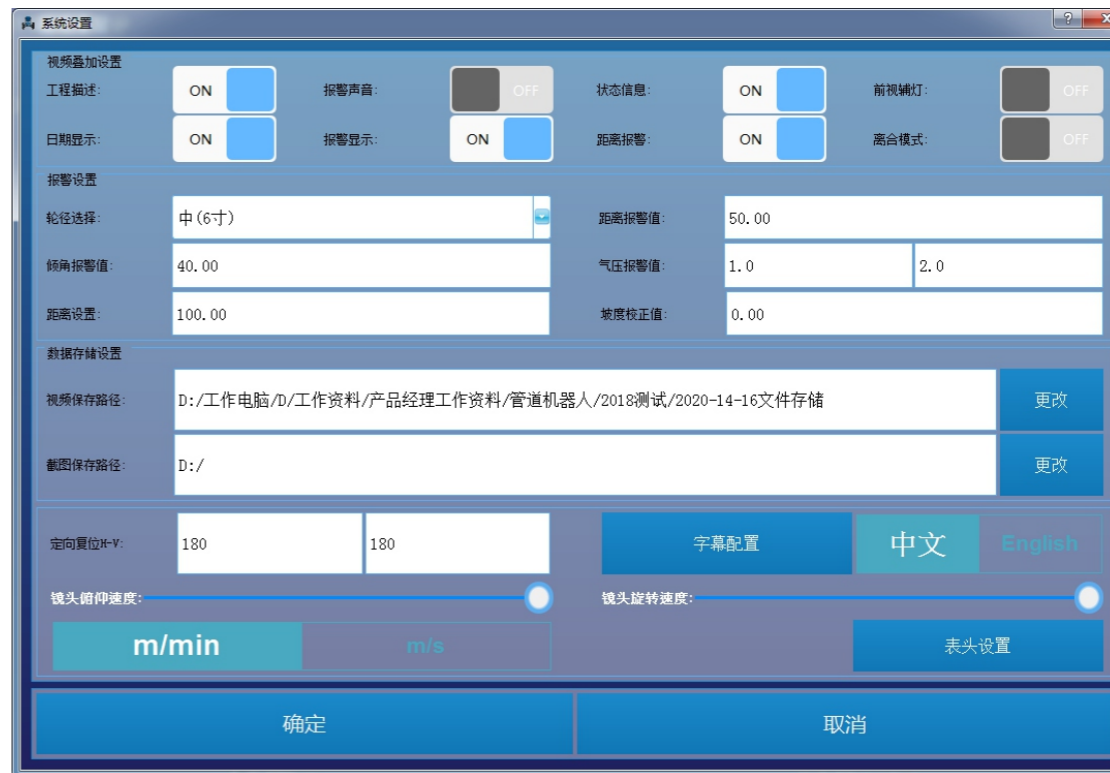 系统设置
视频叠加设置
工程描述: ON 报警声音: OFF 状态信息: ON 前视辅灯: OFF
日期显示: ON 报警显示: ON 距离报警: ON 离合模式: OFF
报警设置
轮径选择: 中(6寸) 距离报警值: 50.00
倾角报警值: 40.00 气压报警值: 1.0 2.0
距离设置: 100.00 坡度校正值: 0.00
数据存储设置
视频保存路径: D:/工作电脑/D/工作资料/产品经理工作资料/管道机器人/2018测试/2020-14-16文件存储 更改
截图保存路径: D:/ 更改
定向复位H-V: 180 180 字幕配置 中文 English
镜头俯仰速度: 镜头旋转速度:
m/min m/s 表头设置
确定 取消